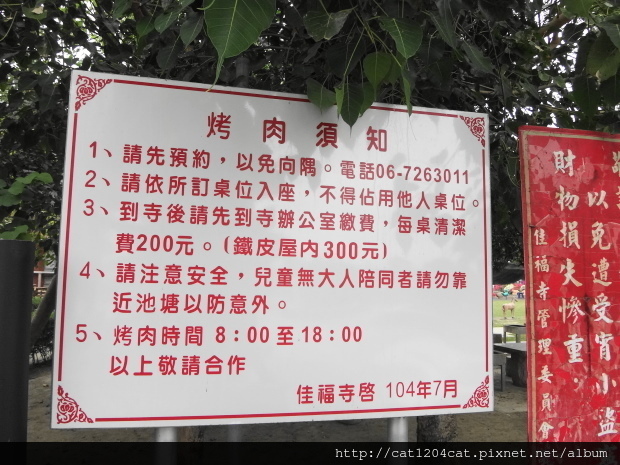 烤肉須知
1、請先預約，以免向隅。電話06-7263011
2、請依所訂桌位入座，不得佔用他人桌位。
3、到寺後請先到寺辦公室繳費，每桌清潔
費200元。（鐵皮屋內300元）
4、請注意安全，兒童無大人陪同者請勿靠
近池塘以防意外。
5、烤肉時間 8：00至18：00
以上敬請合作
佳福寺啓 104年7月
以免遭受宵小盜
財物損失慘重
佳福寺管理委員會
http://cat1204cat.pixnet.net/album